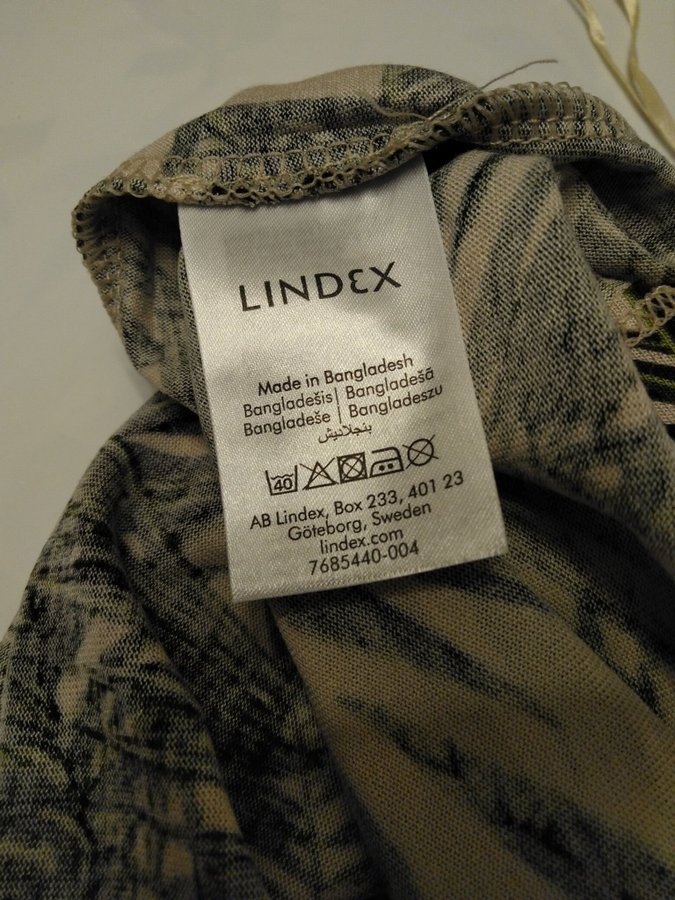 LINDEX
Made in Bangladesh
Bangladešis | Bangladešā
Bangladeše | Bangladeszu
بنجلاديش
40
AB Lindex, Box 233, 401 23
Göteborg, Sweden
lindex.com
7685440-004